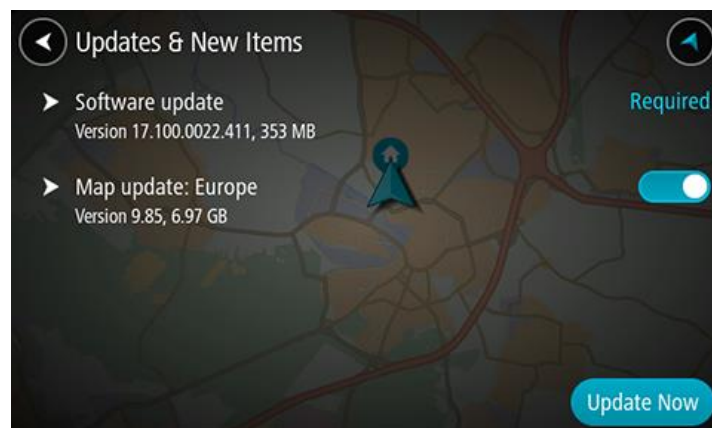 Updates & New Items
Software update
Required
Version 17.100.0022.411, 353 MB
Map update: Europe
Version 9.85, 6.97 GB
Update Now